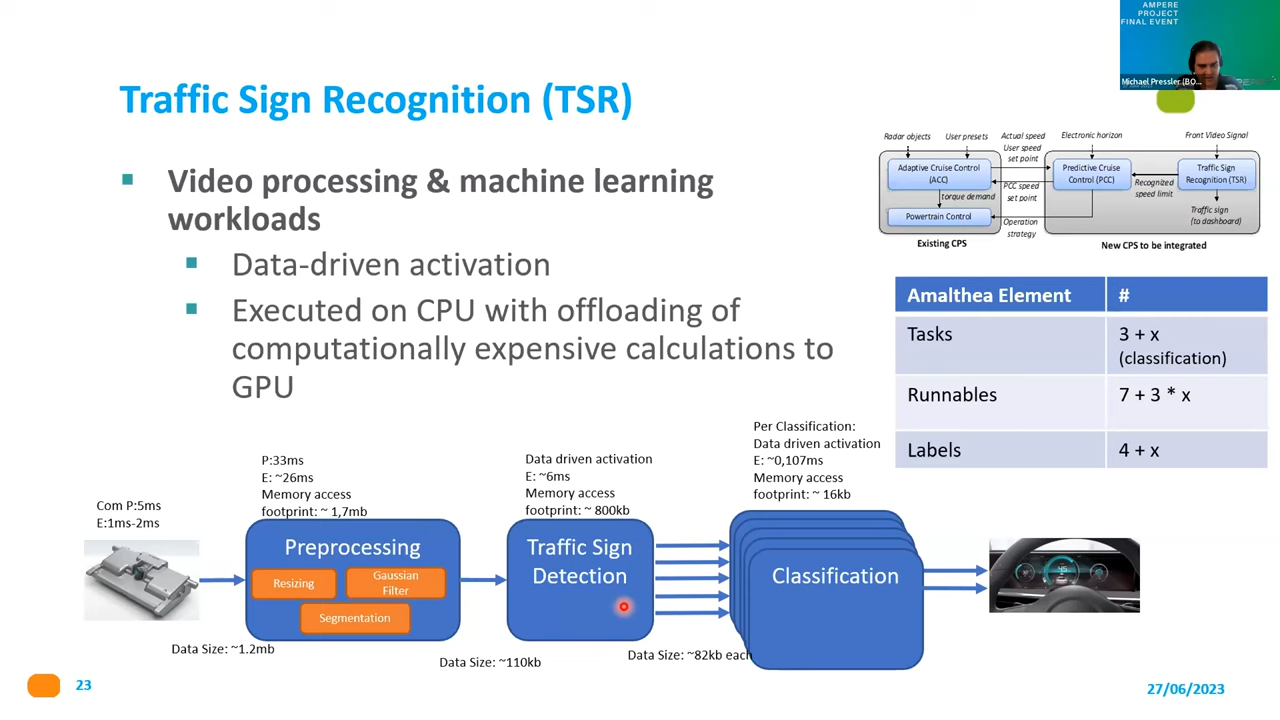 AMPERE
PROJECT
FINAL EVENT
Michael Pressler (BO...
Traffic Sign Recognition (TSR)
Video processing & machine learning
workloads
Data-driven activation
Executed on CPU with offloading of
computationally expensive calculations to
GPU
Radar objects
User presets
Actual speed
User speed
set point
Electronic horizon
Front Video Signal
Adaptive Cruise Control
(ACC)
Predictive Cruise
Control (PCC)
Traffic Sign
Recognition (TSR)
Recognized
speed limit
PCC speed
set point
torque demand
Powertrain Control
Operation
strategy
Traffic sign
(to dashboard)
Existing CPS
New CPS to be integrated
Amalthea Element #
Tasks 3 + x
(classification)
Runnables 7 + 3 * x
Labels 4 + x
Com P:5ms
E:1ms-2ms
P:33ms
E: ~26ms
Memory access
footprint: ~ 1,7mb
Data driven activation
E: ~6ms
Memory access
footprint: ~ 800kb
Per Classification:
Data driven activation
E: ~0,107ms
Memory access
footprint: ~ 16kb
Preprocessing
Resizing
Gaussian
Filter
Segmentation
Traffic Sign
Detection
Classification
45
Data Size: ~1.2mb
Data Size: ~110kb
Data Size: ~82kb each
23
27/06/2023